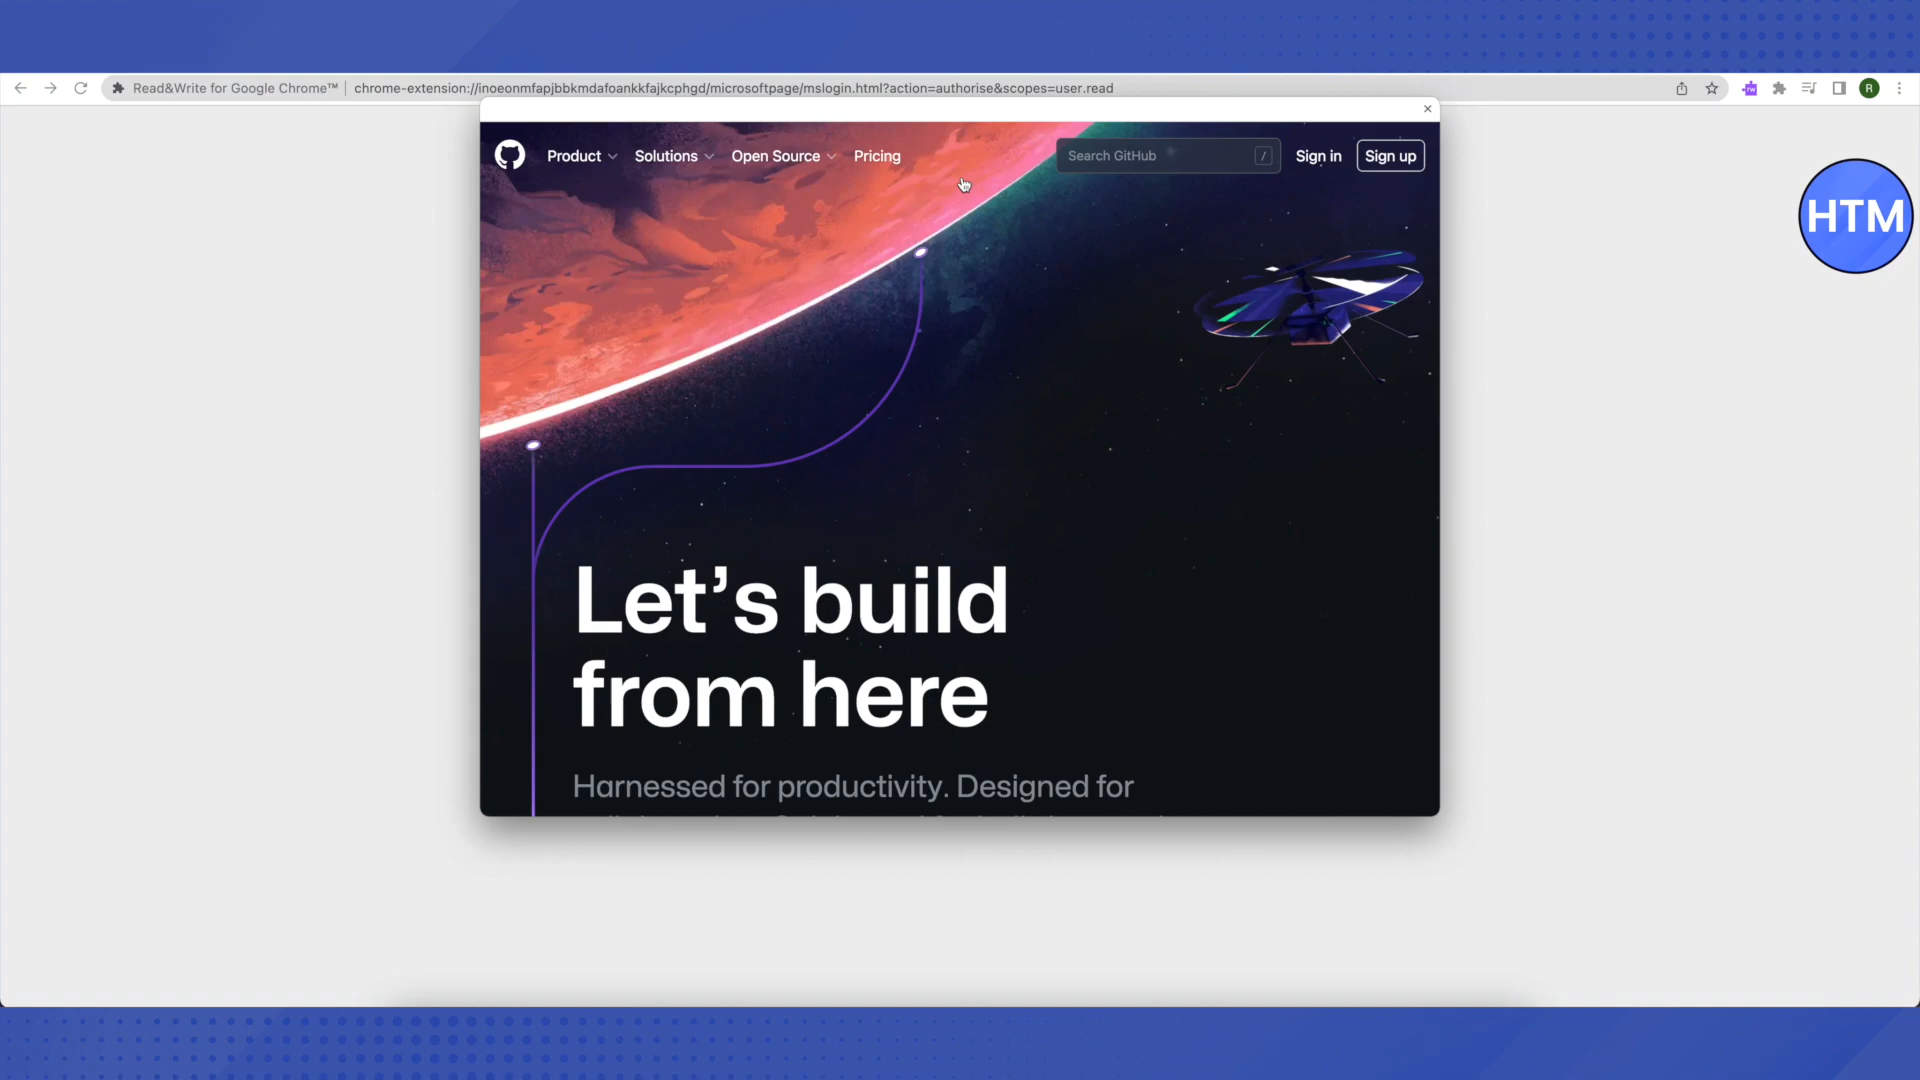 Read&Write for Google Chrome™ | chrome-extension://inoeonmfapjbbkmdafoankkfajkcphgd/microsoftpage/mslogin.html?action=authorise&scopes=user.read
rw
R
Product Solutions Open Source Pricing Search GitHub / Sign in Sign up
HTM
Let’s build
from here
Harnessed for productivity. Designed for